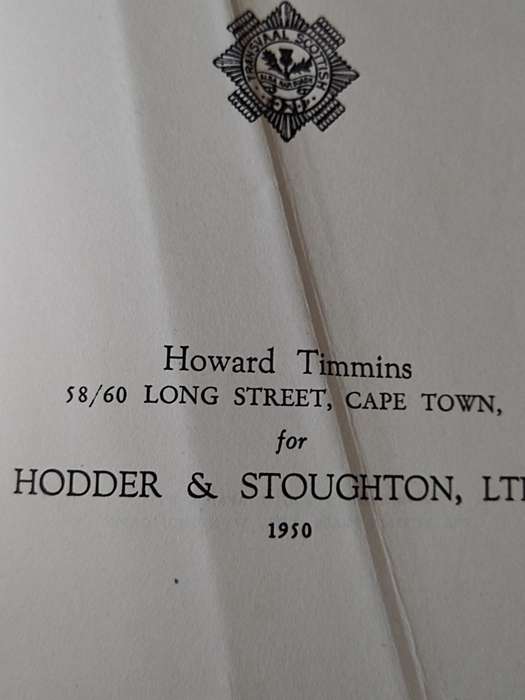 TRANSVAAL SCOTTISH
Howard Timmins
58/60 LONG STREET, CAPE TOWN,
for
HODDER & STOUGHTON, LT
1950